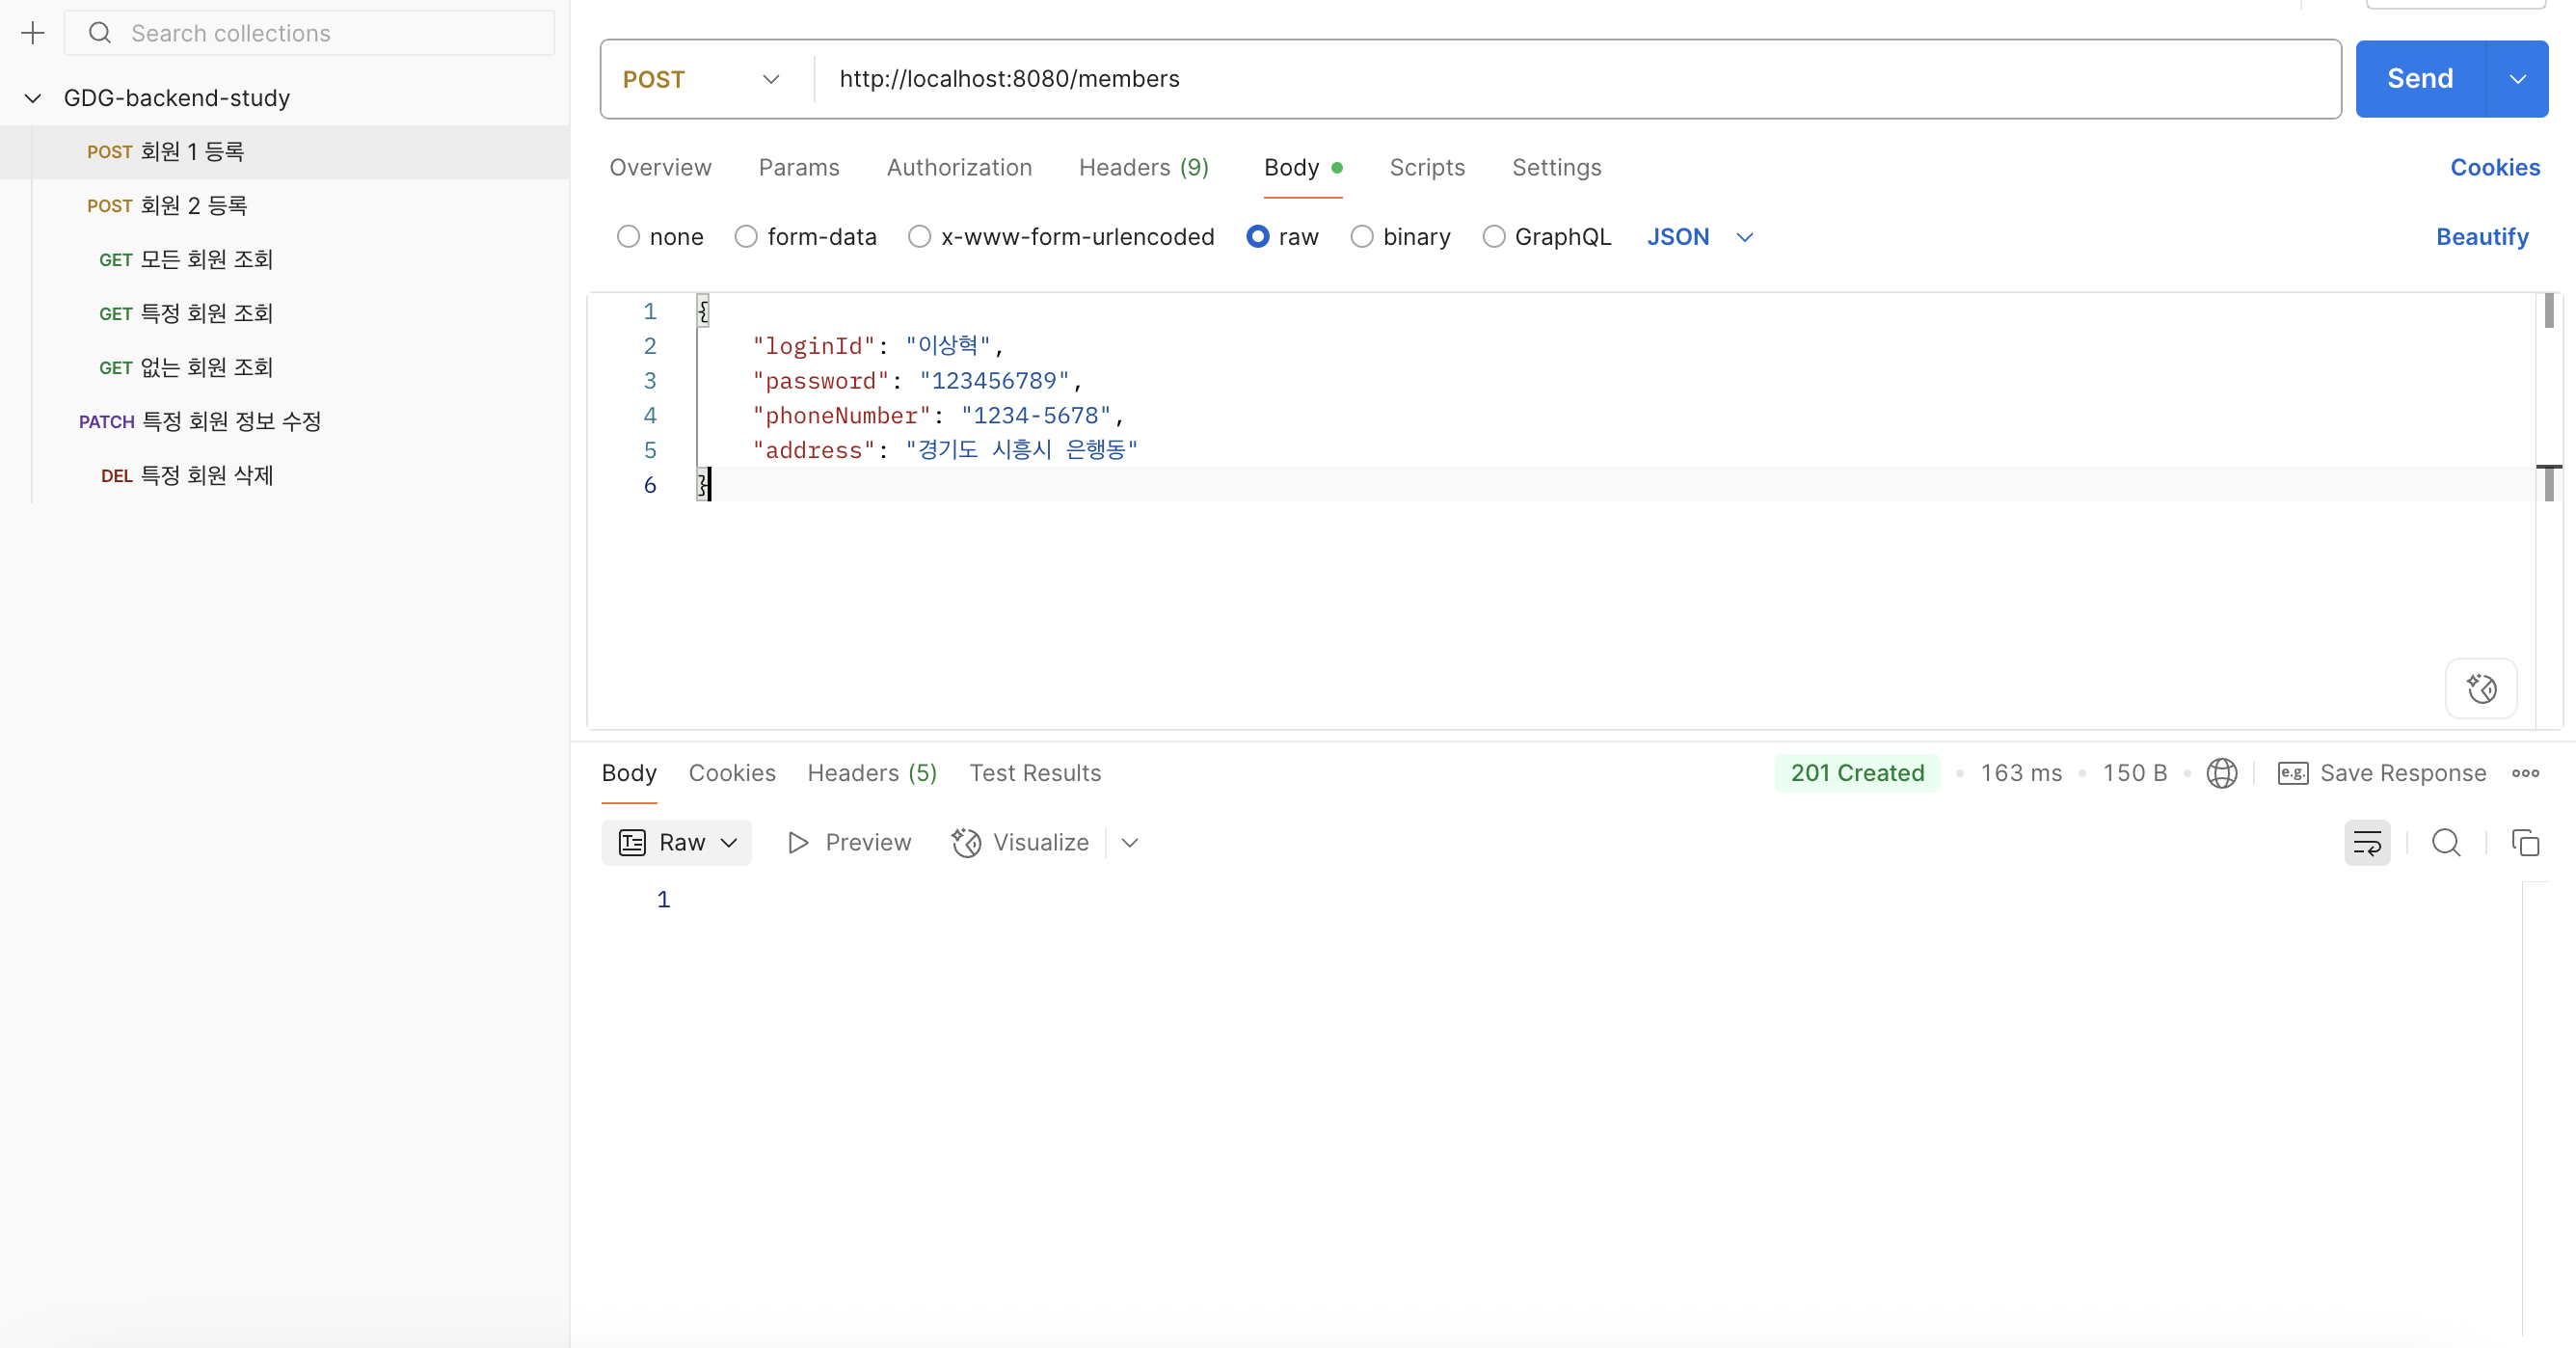 Search collections
GDG-backend-study
POST 회원 1 등록
POST 회원 2 등록
GET 모든 회원 조회
GET 특정 회원 조회
GET 없는 회원 조회
PATCH 특정 회원 정보 수정
DEL 특정 회원 삭제
POST http://localhost:8080/members Send
Overview Params Authorization Headers (9) Body Scripts Settings Cookies
none form-data x-www-form-urlencoded raw binary GraphQL JSON Beautify
1 {
2 "loginId": "이상혁",
3 "password": "123456789",
4 "phoneNumber": "1234-5678",
5 "address": "경기도 시흥시 은행동"
6 }
Body Cookies Headers (5) Test Results 201 Created 163 ms 150 B e.g. Save Response
Raw Preview Visualize
1